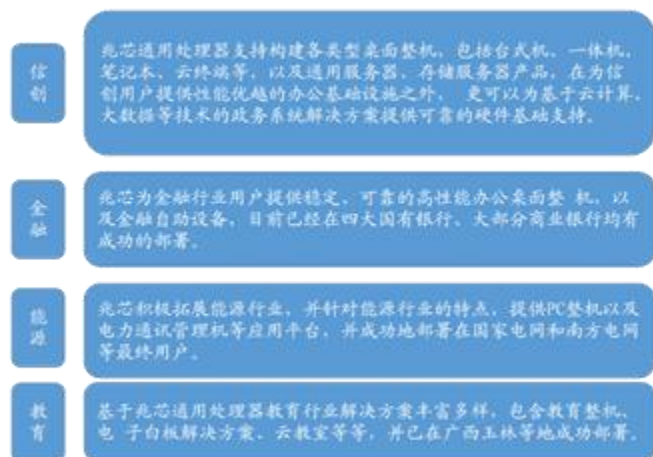 信创
兆芯通用处理器支持构建各类型桌面整机，包括台式机、一体机、
笔记本、云终端等，以及通用服务器、存储服务器产品，在为信
创用户提供性能优越的办公基础设施之外， 更可以为基于云计算、
大数据等技术的政务系统解决方案提供可靠的硬件基础支持。
金融
兆芯为金融行业用户提供稳定、可靠的高性能办公桌面整 机，以
及金融自助设备，目前已经在四大国有银行、大部分商业银行均有
成功的部署。
能源
兆芯积极拓展能源行业，并针对能源行业的特点，提供PC整机以及
电力通讯管理机等应用平台，并成功地部署在国家电网和南方电网
等最终用户。
教育
基于兆芯通用处理器教育行业解决方案丰富多样，包含教育整机、
电 子白板解决方案、云教室等等，并已在广西玉林等地成功部署。